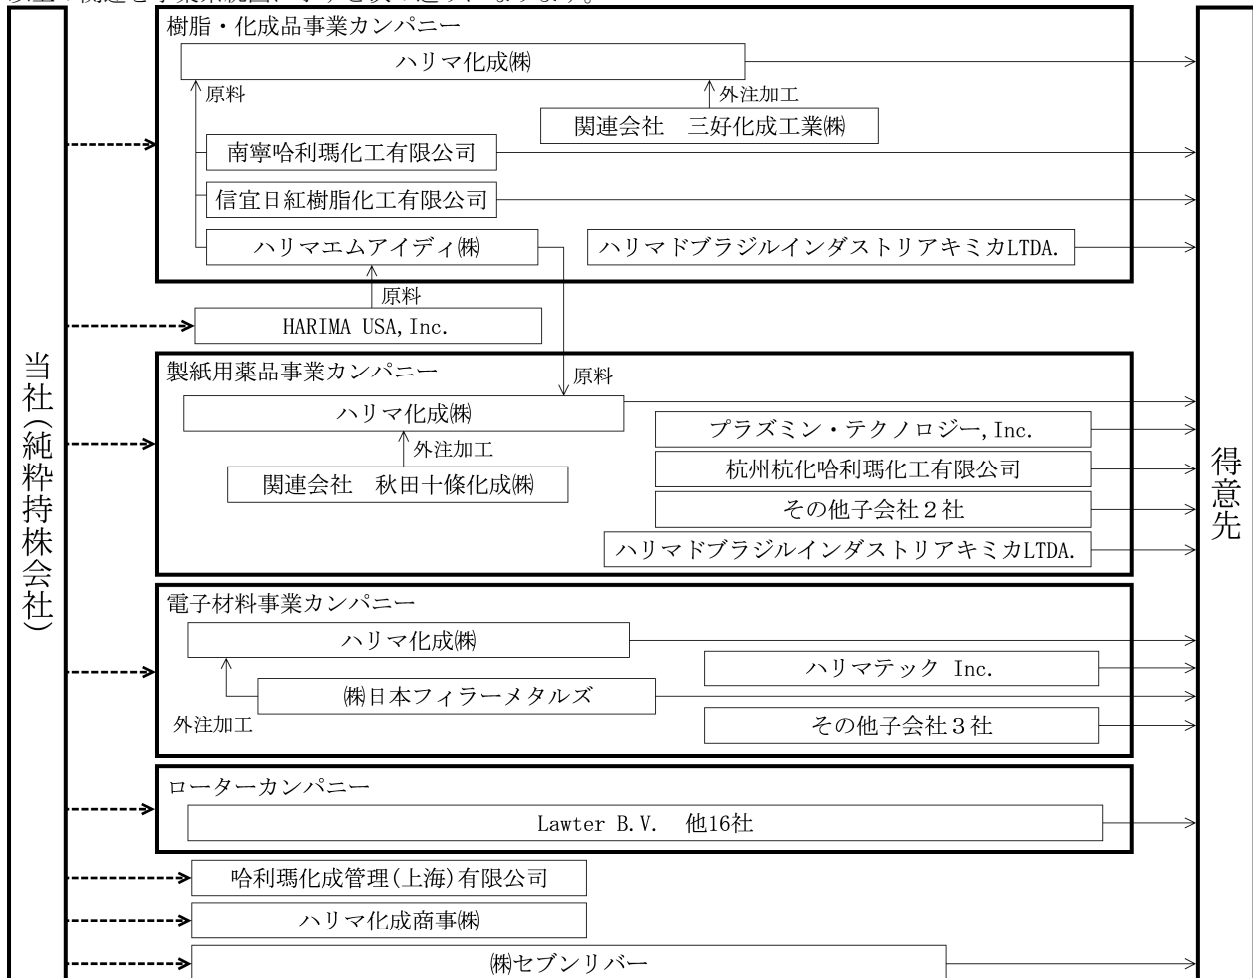 樹脂・化成品事業カンパニー
ハリマ化成㈱
原料
外注加工
関連会社　三好化成工業㈱
南寧哈利瑪化工有限公司
信宜日紅樹脂化工有限公司
ハリマエムアイディ㈱
ハリマドブラジルインダストリアキミカLTDA.
原料
HARIMA USA, Inc.
当社(純粋持株会社)
製紙用薬品事業カンパニー
原料
ハリマ化成㈱
外注加工
関連会社　秋田十條化成㈱
プラズミン・テクノロジー, Inc.
杭州杭化哈利瑪化工有限公司
その他子会社２社
ハリマドブラジルインダストリアキミカLTDA.
得意先
電子材料事業カンパニー
ハリマ化成㈱
ハリマテック Inc.
㈱日本フィラーメタルズ
外注加工
その他子会社３社
ローターカンパニー
Lawter B.V.　他16社
哈利瑪化成管理(上海)有限公司
ハリマ化成商事㈱
㈱セブンリバー